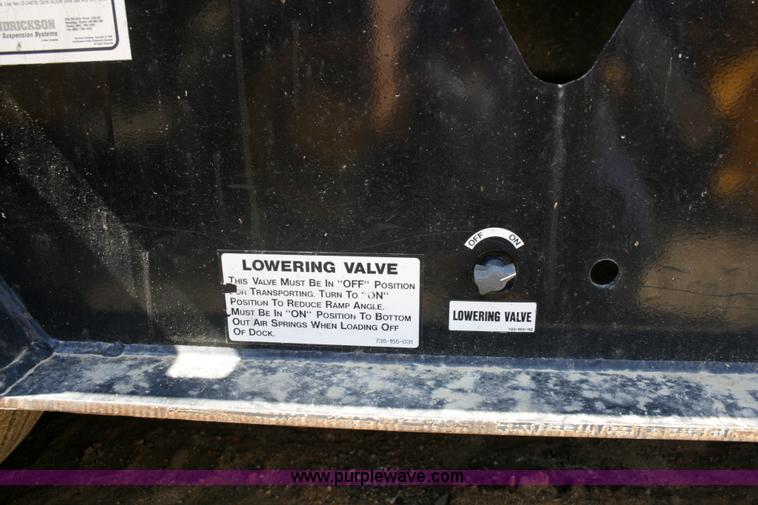 NDRICKSON
Suspension Systems
LOWERING VALVE
THIS VALVE MUST BE IN "OFF" POSITION
TRANSPORTING. TURN TO "ON"
POSITION TO REDUCE RAMP ANGLE.
MUST BE IN "ON" POSITION TO BOTTOM
OUT AIR SPRINGS WHEN LOADING OFF
OF DOCK.
735-155-031
OFF ON
LOWERING VALVE
www.purplewave.com